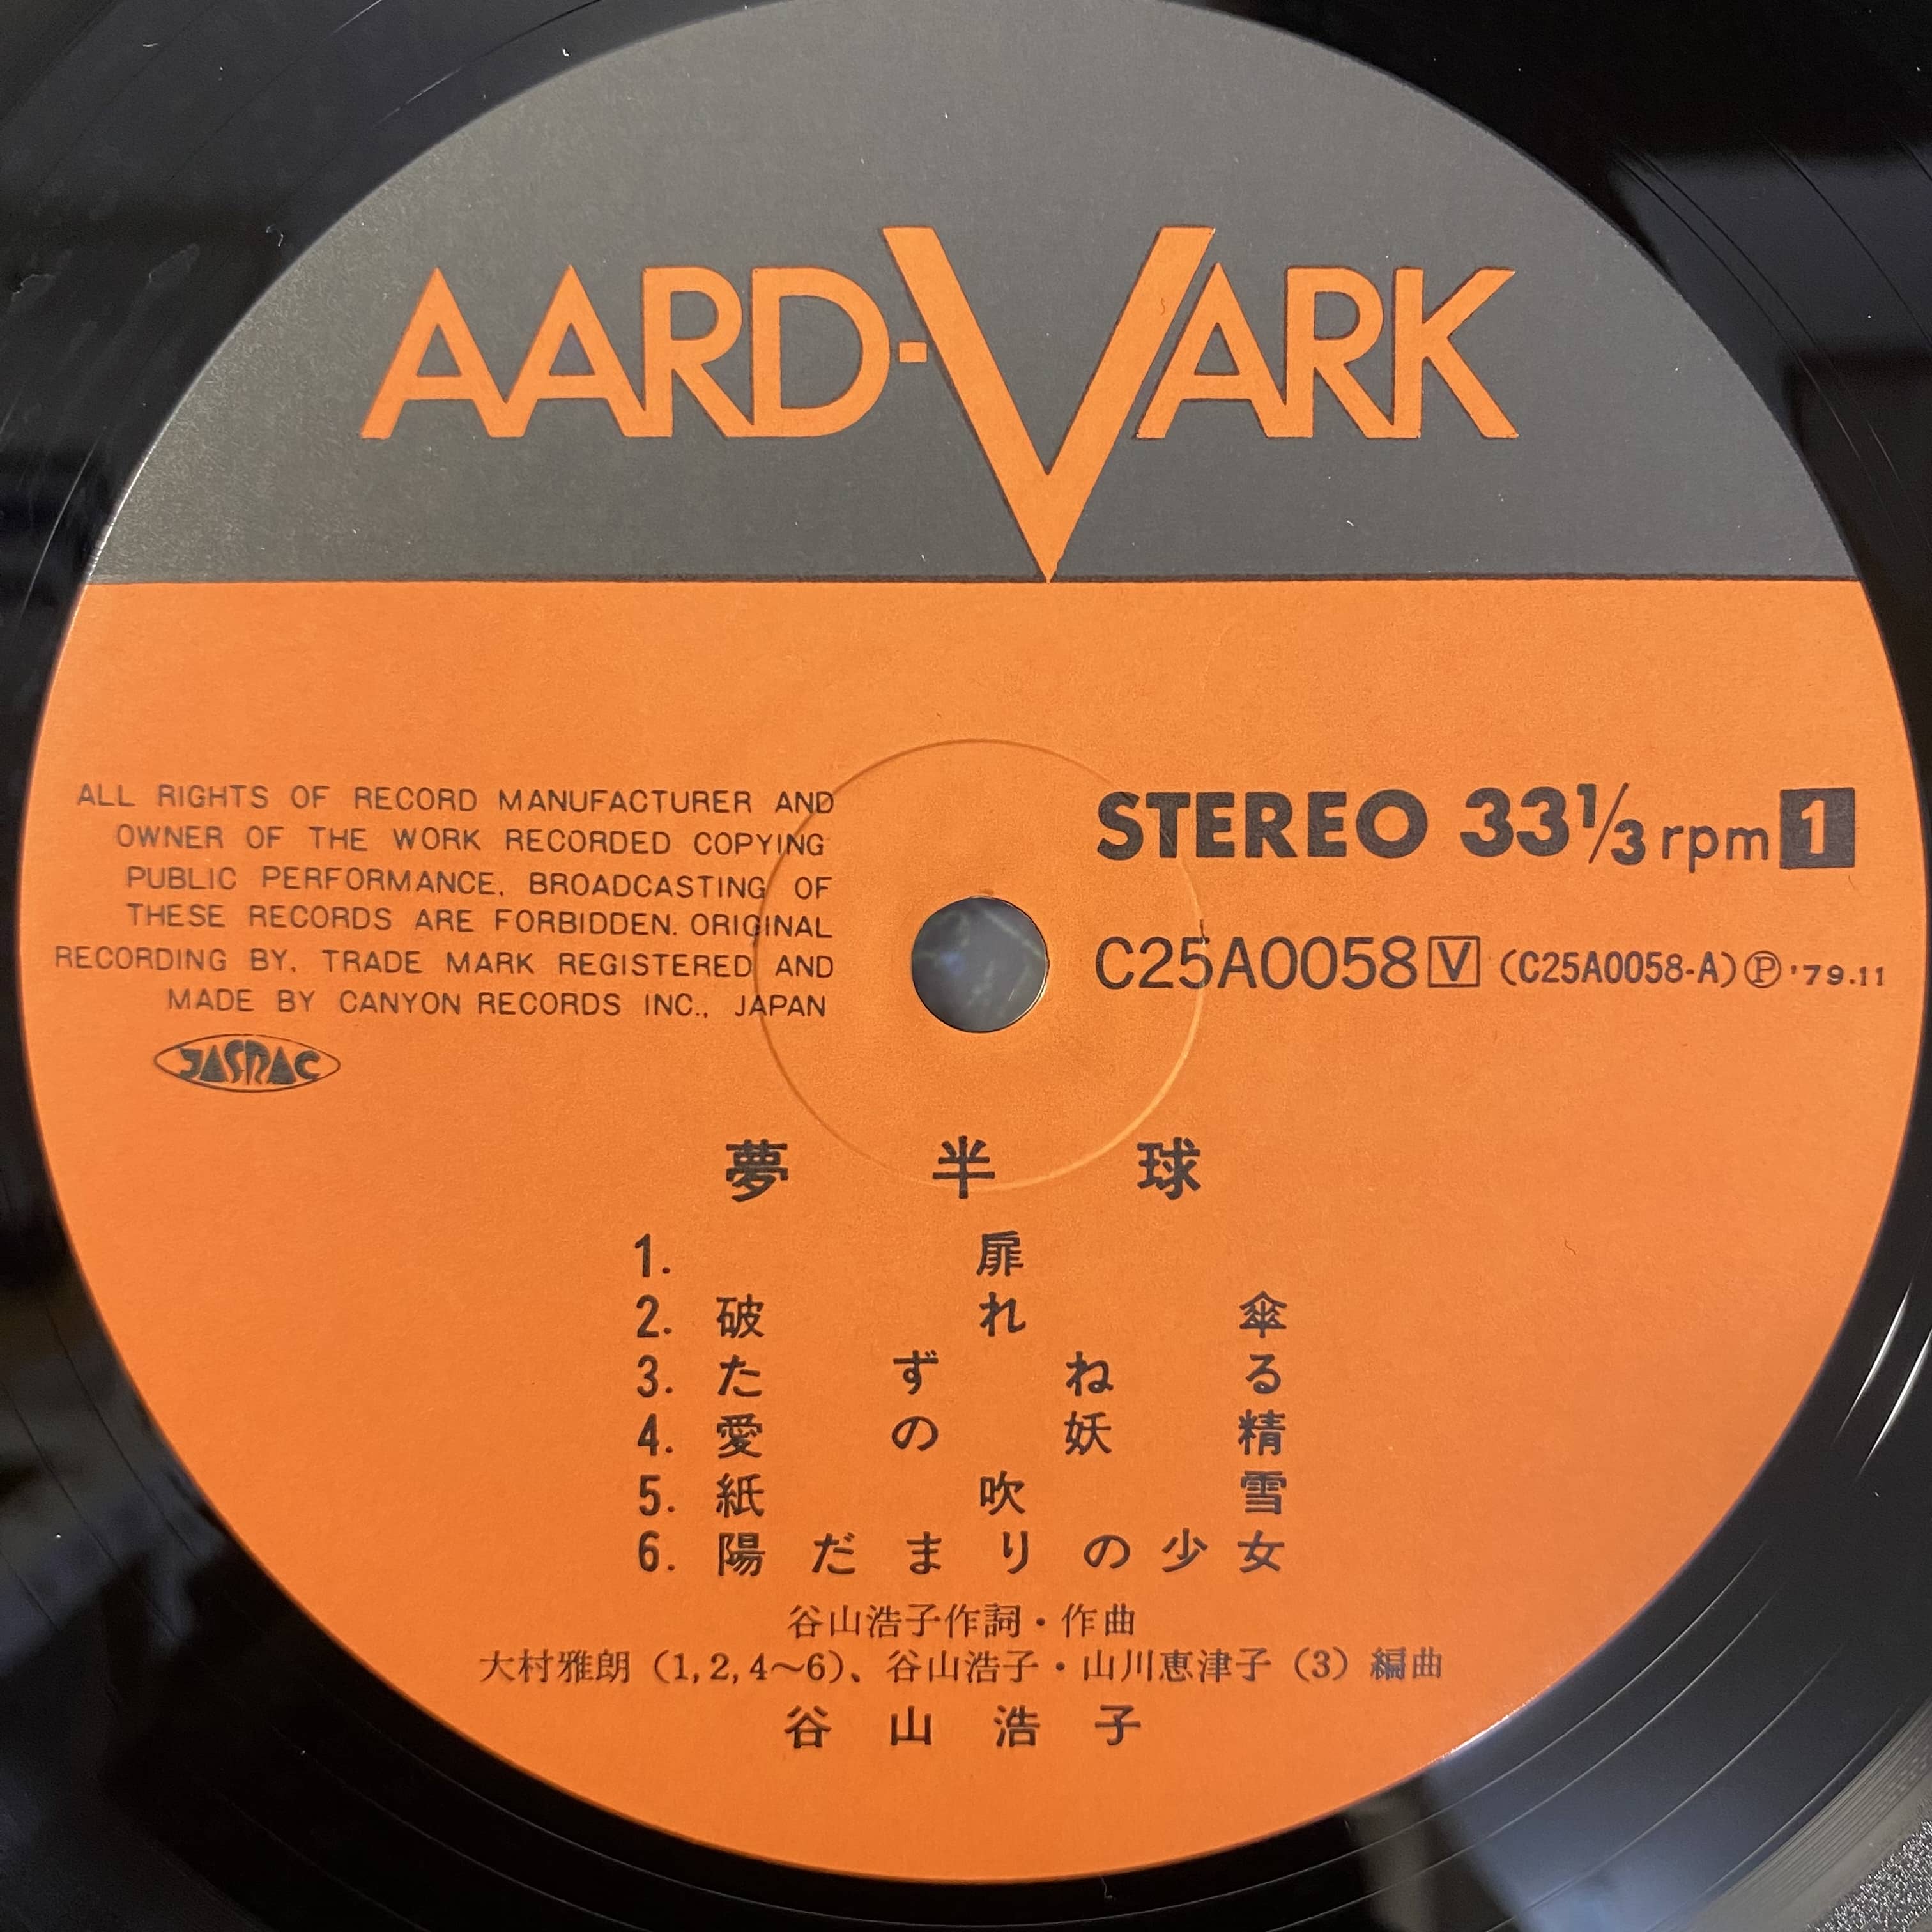 AARD-VARK
ALL RIGHTS OF RECORD MANUFACTURER AND
OWNER OF THE WORK RECORDED COPYING
PUBLIC PERFORMANCE, BROADCASTING OF
THESE RECORDS ARE FORBIDDEN. ORIGINAL
RECORDING BY, TRADE MARK REGISTERED AND
MADE BY CANYON RECORDS INC., JAPAN
JASRAC
STEREO 33 1/3 rpm 1
C25A0058 V (C25A0058-A) Ⓟ '79.11
夢半球
1. 扉
2. 破れ傘
3. たずねる
4. 愛の妖精
5. 紙吹雪
6. 陽だまりの少女
谷山浩子作詞・作曲
大村雅朗(1,2,4〜6)、谷山浩子・山川恵津子(3)編曲
谷山浩子